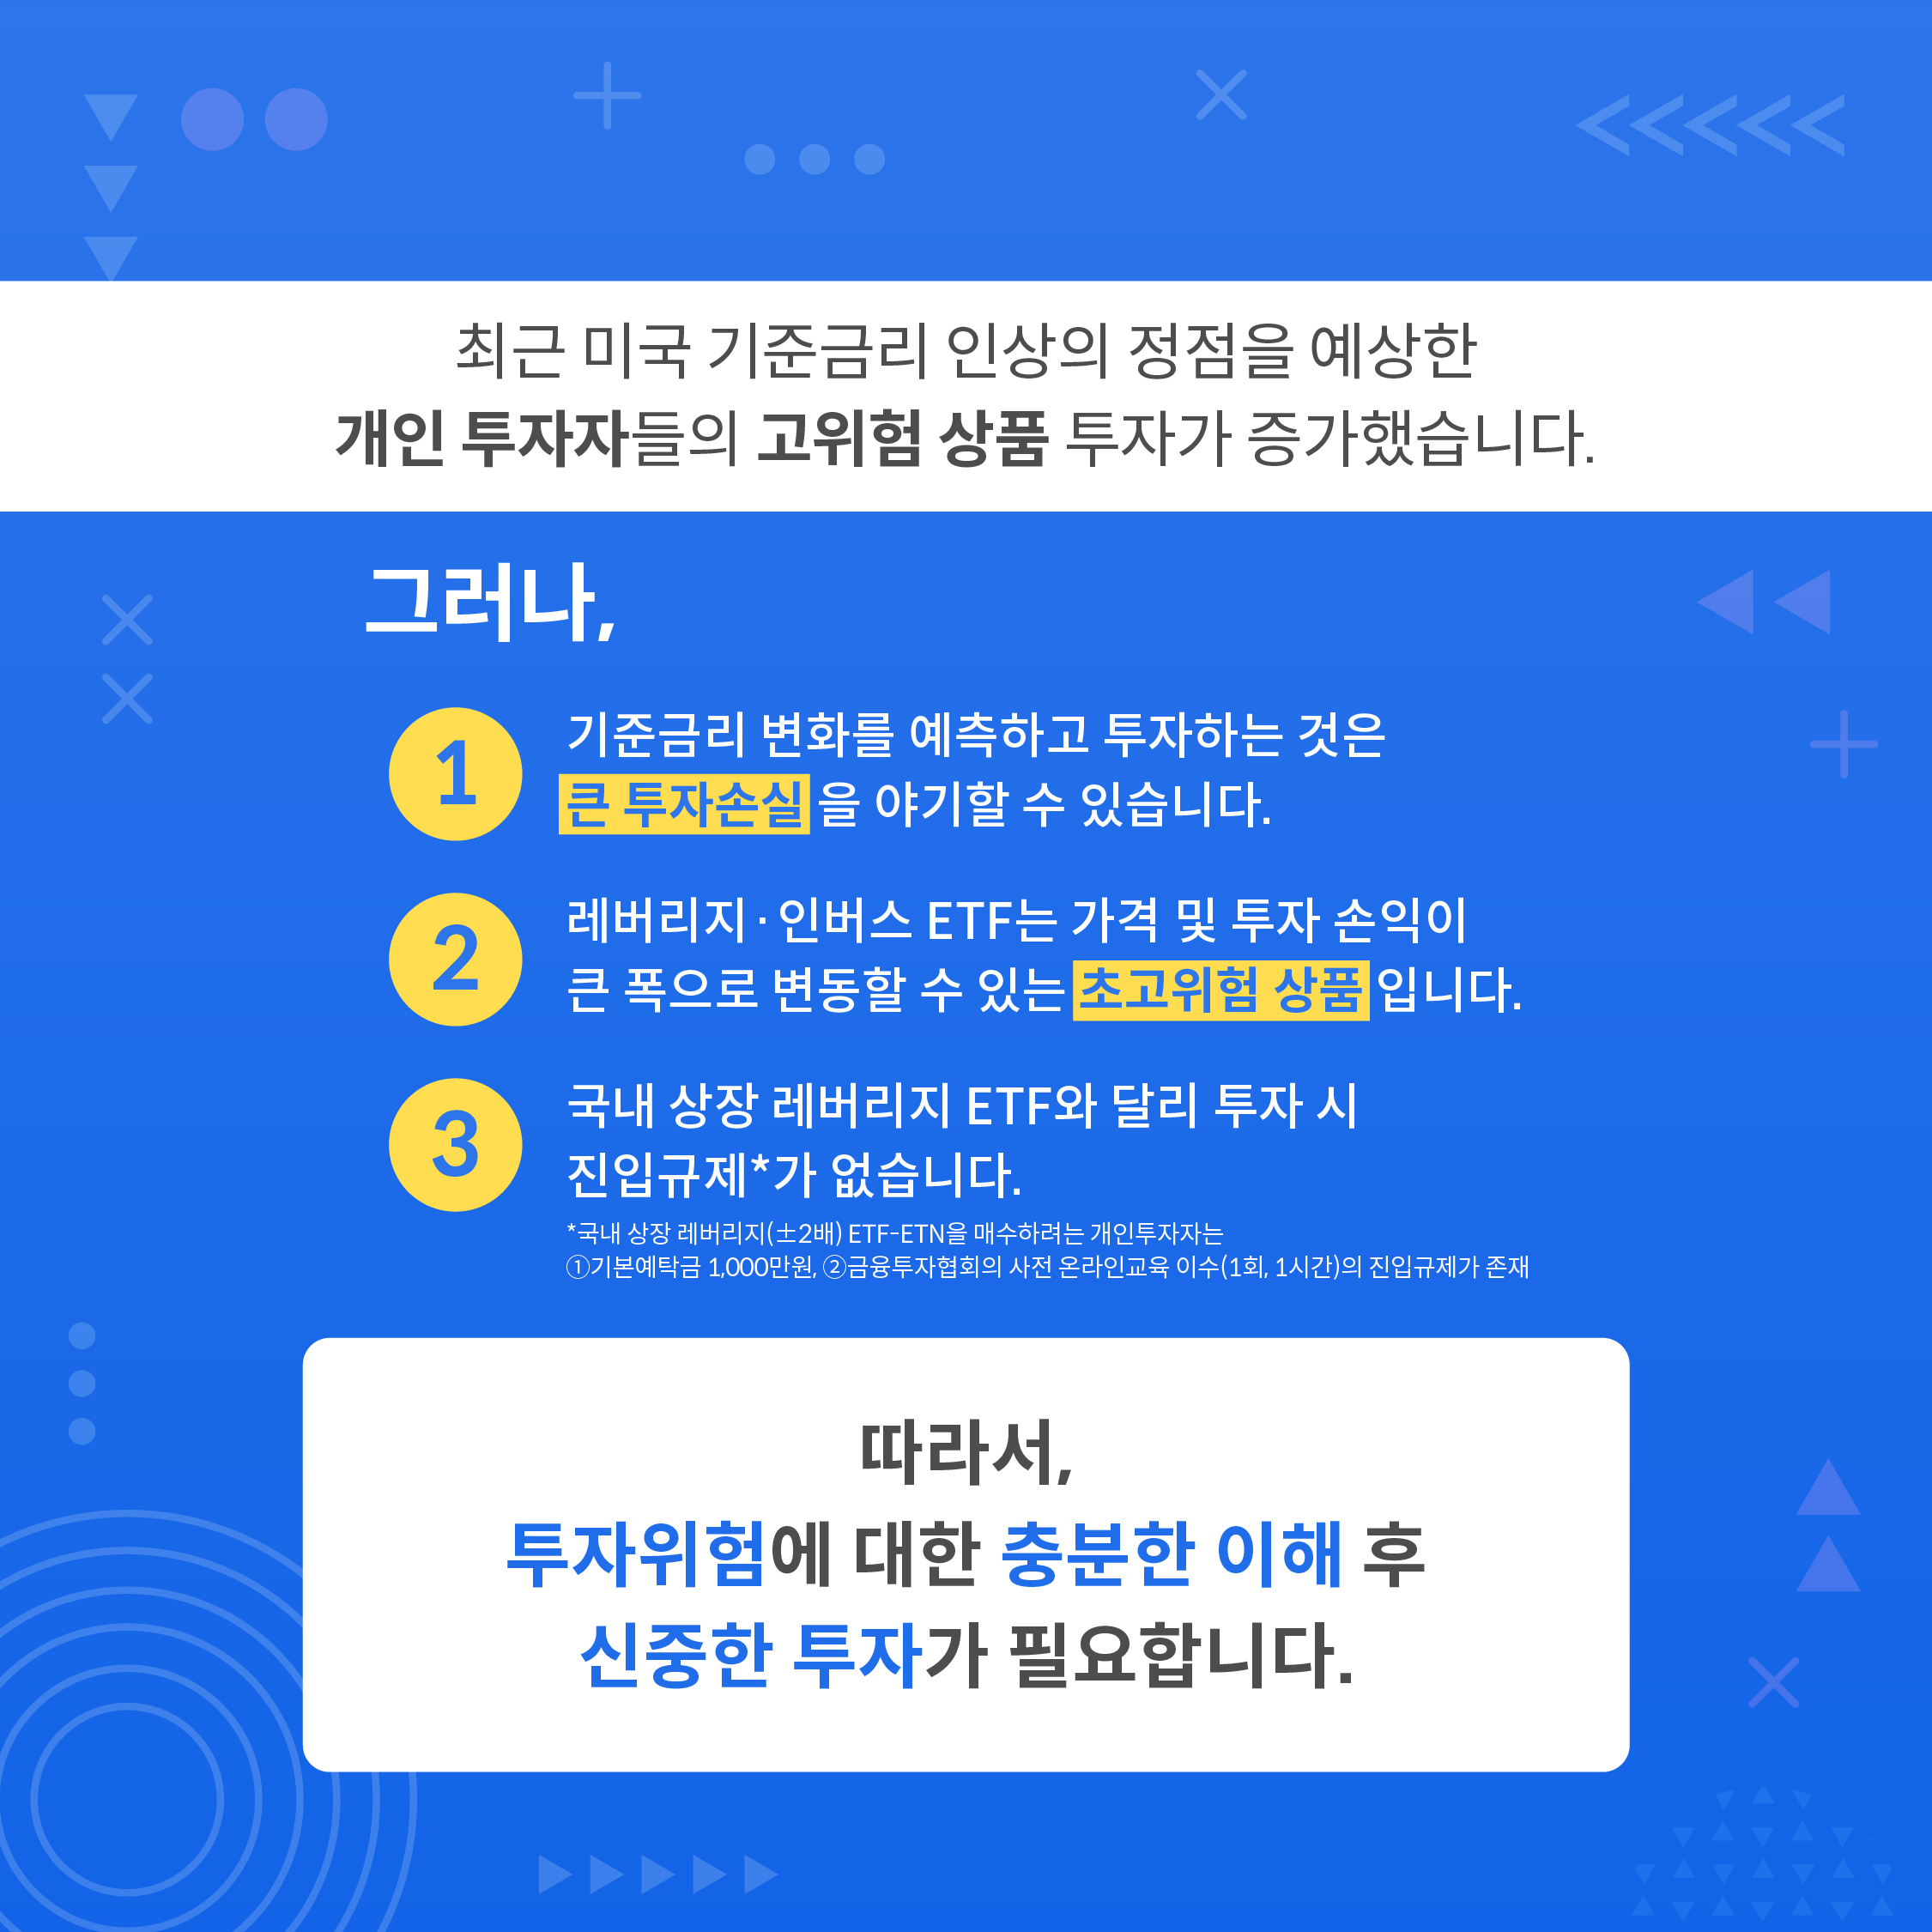 최근 미국 기준금리 인상의 정점을 예상한
개인 투자자들의 고위험 상품 투자가 증가했습니다.
그러나,
1
기준금리 변화를 예측하고 투자하는 것은
큰 투자손실을 야기할 수 있습니다.
2
레버리지·인버스 ETF는 가격 및 투자 손익이
큰 폭으로 변동할 수 있는 초고위험 상품입니다.
3
국내 상장 레버리지 ETF와 달리 투자 시
진입규제*가 없습니다.
*국내 상장 레버리지(±2배) ETF-ETN을 매수하려는 개인투자자는
①기본예탁금 1,000만원, ②금융투자협회의 사전 온라인교육 이수(1회, 1시간)의 진입규제가 존재
따라서,
투자위험에 대한 충분한 이해 후
신중한 투자가 필요합니다.